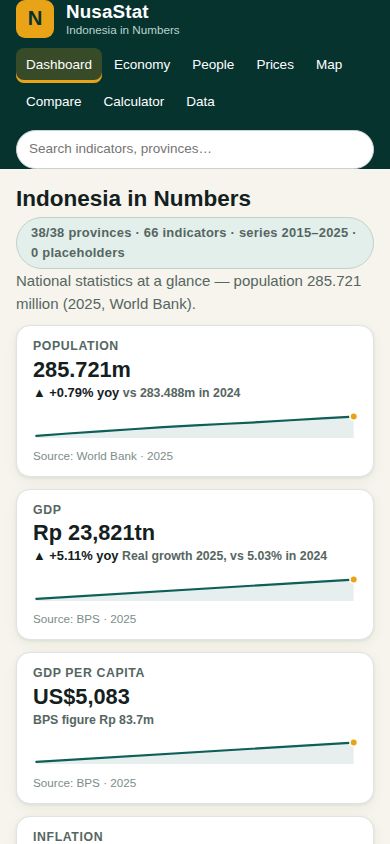 N
NusaStat
Indonesia in Numbers
Dashboard Economy People Prices Map
Compare Calculator Data
Search indicators, provinces…
Indonesia in Numbers
38/38 provinces · 66 indicators · series 2015–2025 ·
0 placeholders
National statistics at a glance — population 285.721
million (2025, World Bank).
POPULATION
285.721m
▲ +0.79% yoy vs 283.488m in 2024
Source: World Bank · 2025
GDP
Rp 23,821tn
▲ +5.11% yoy Real growth 2025, vs 5.03% in 2024
Source: BPS · 2025
GDP PER CAPITA
US$5,083
BPS figure Rp 83.7m
Source: BPS · 2025
INFLATION